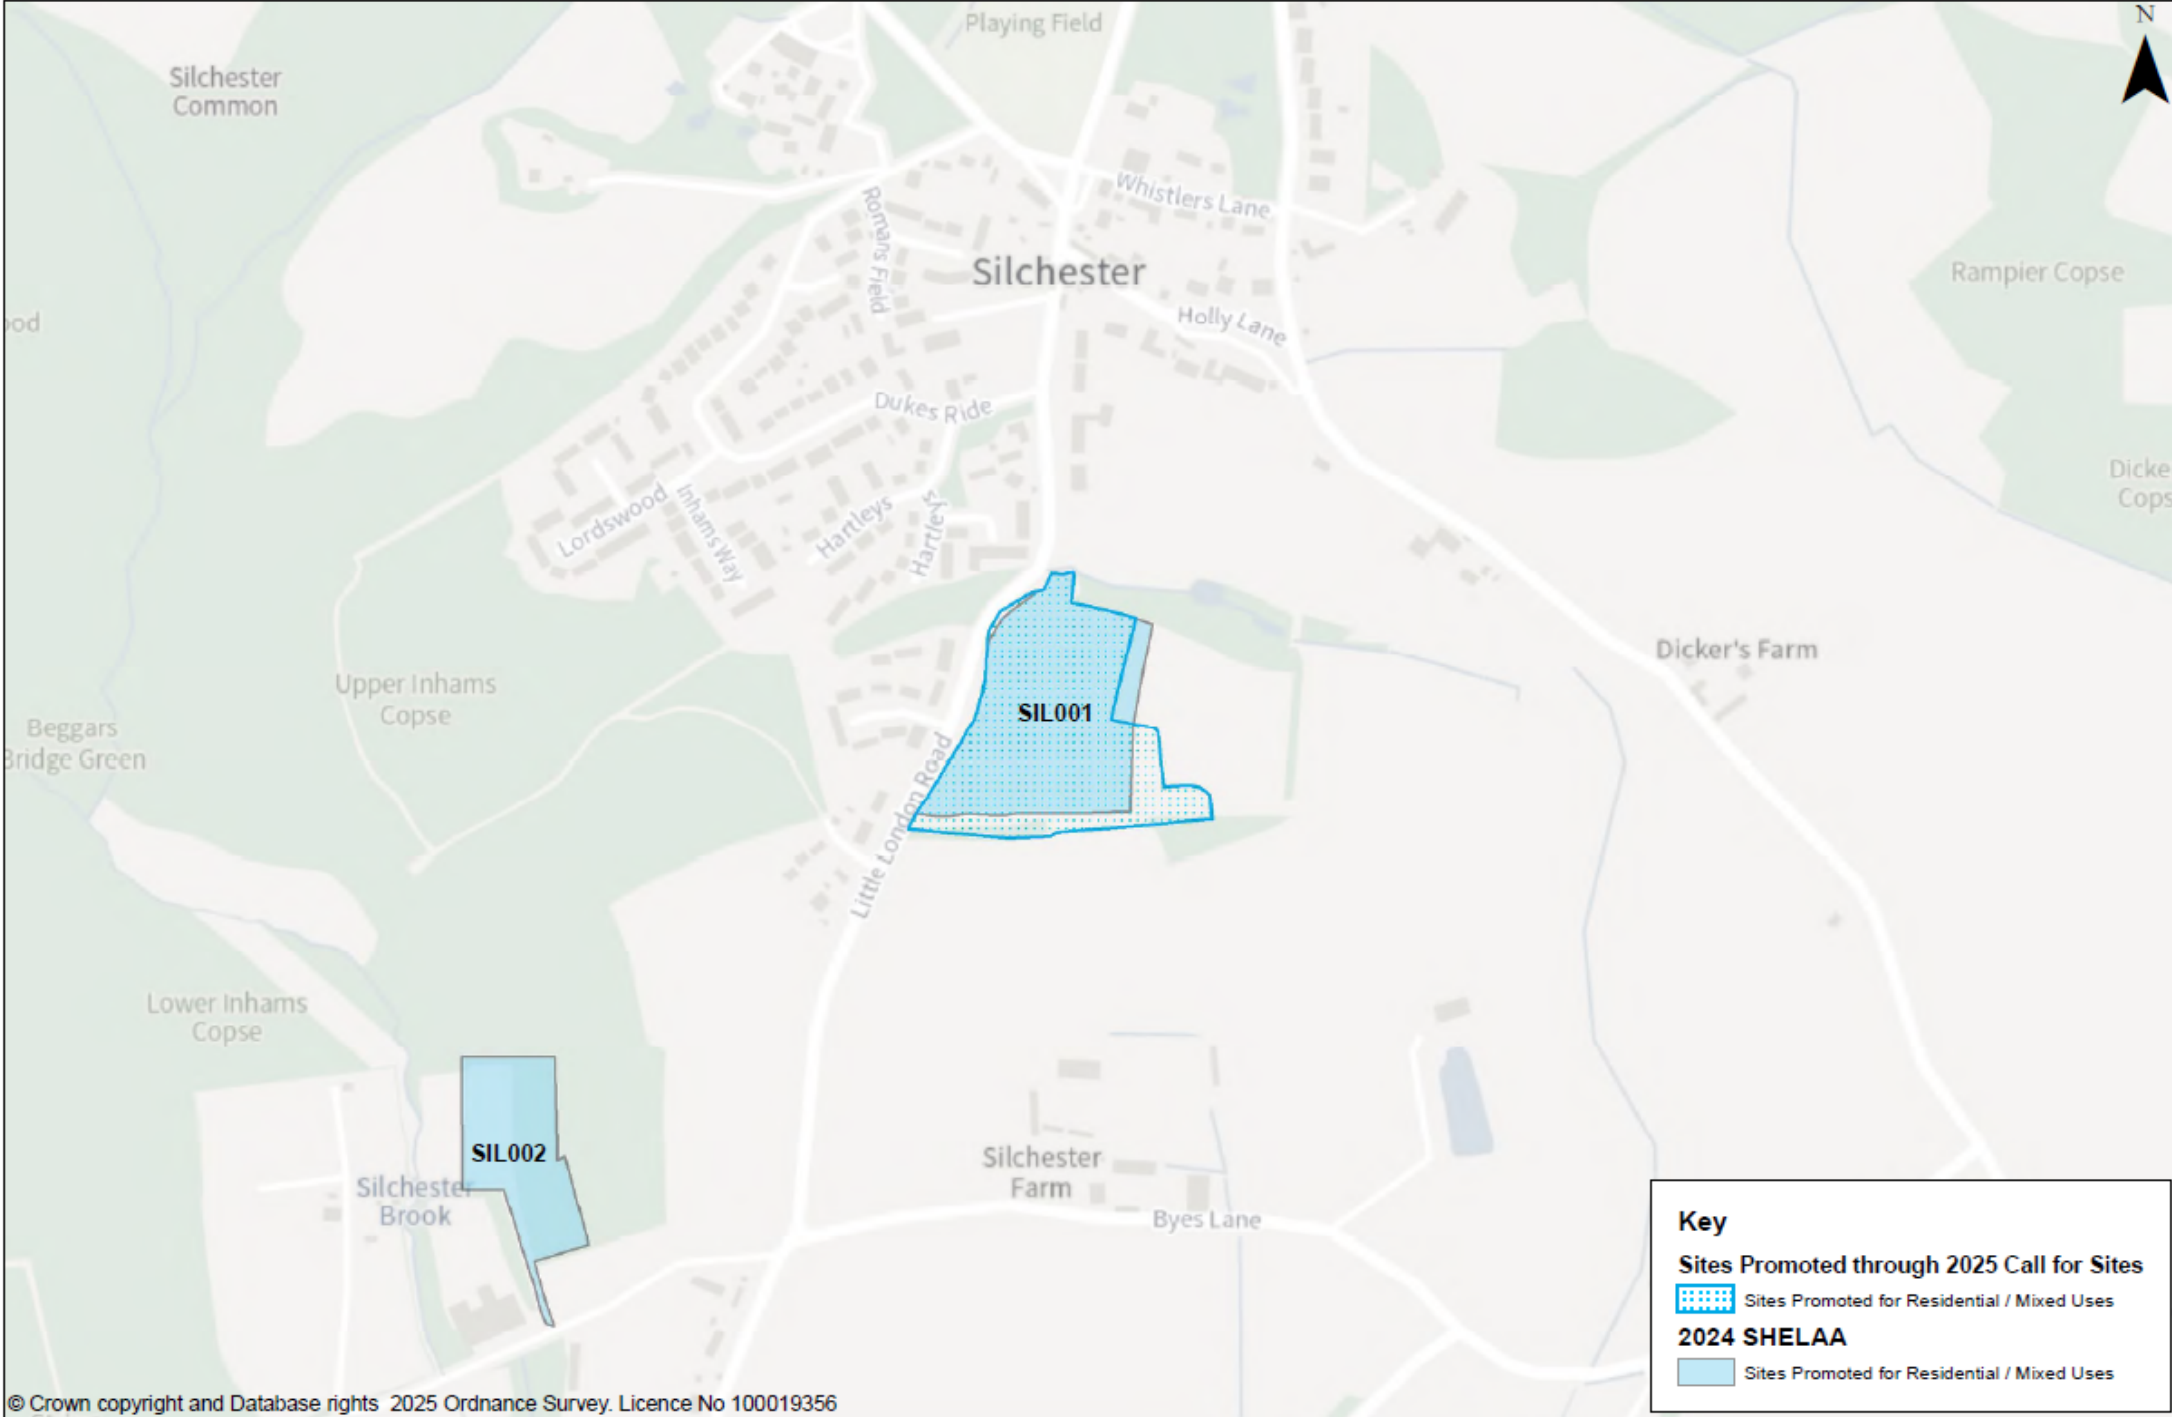 Playing Field
N
Silchester
Common
Whistlers Lane
Romans Field
Silchester
Rampier Copse
ood
Holly Lane
Dukes Ride
Dicke
Cops
Lordswood
Inhams Way
Hartleys
Hartleys
Dicker's Farm
Upper Inhams
Copse
SIL001
Beggars
Bridge Green
Little London Road
Lower Inhams
Copse
SIL002
Silchester
Farm
Silchester
Brook
Byes Lane
Key
Sites Promoted through 2025 Call for Sites
Sites Promoted for Residential / Mixed Uses
2024 SHELAA
Sites Promoted for Residential / Mixed Uses
© Crown copyright and Database rights 2025 Ordnance Survey. Licence No 100019356